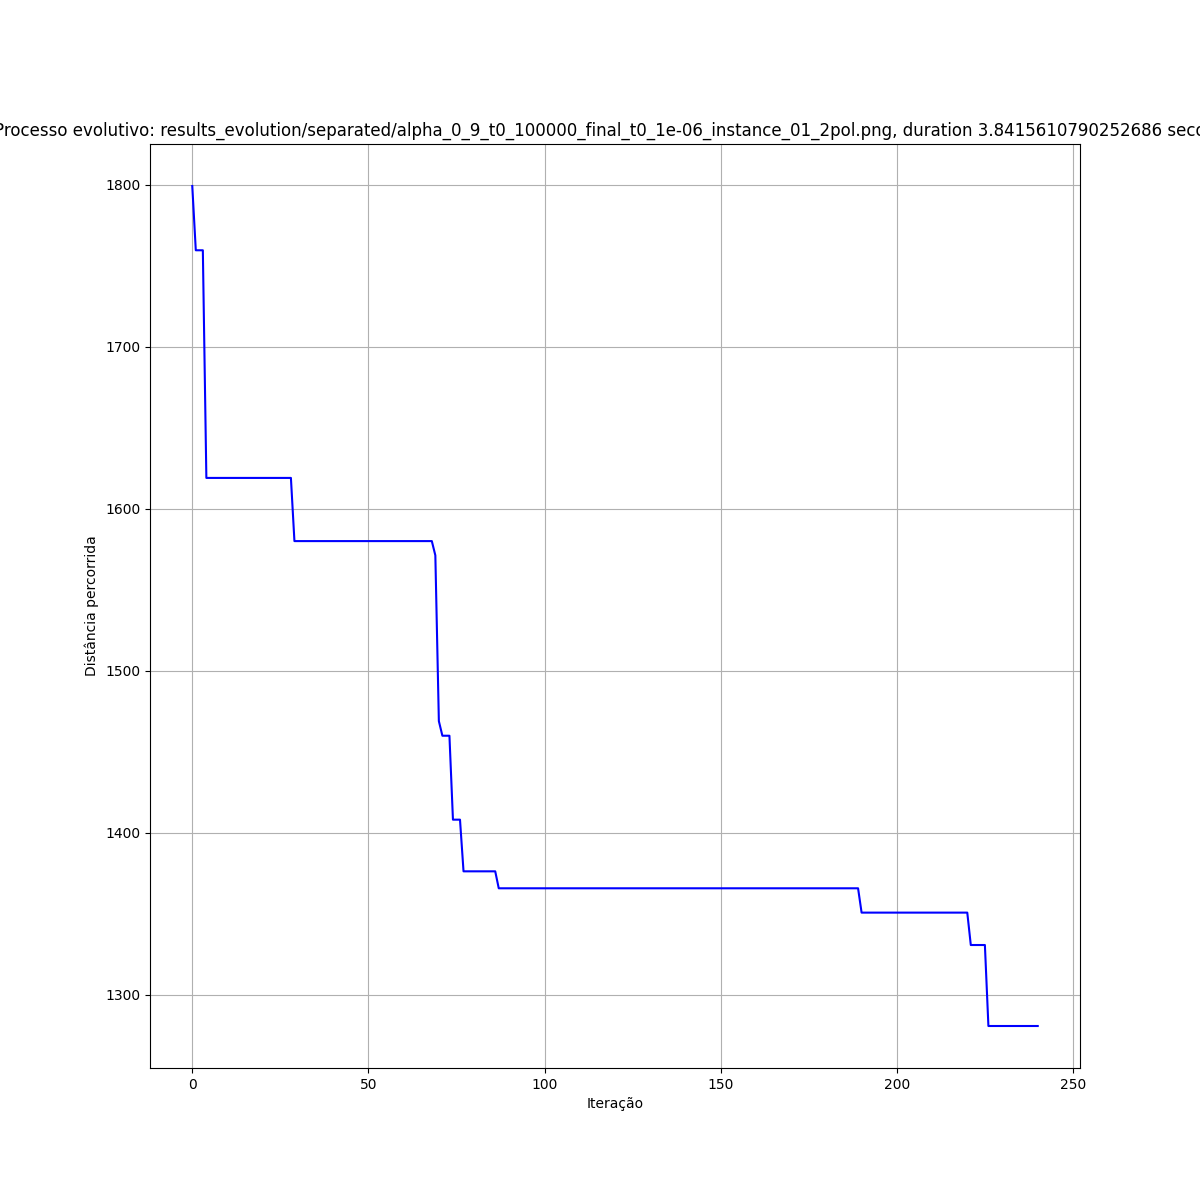 Processo evolutivo: results_evolution/separated/alpha_0_9_t0_100000_final_t0_1e-06_instance_01_2pol.png, duration 3.8415610790252686
1800
1700
1600
1500
1400
1300
Distância percorrida
0 50 100 150 200 250
Iteração